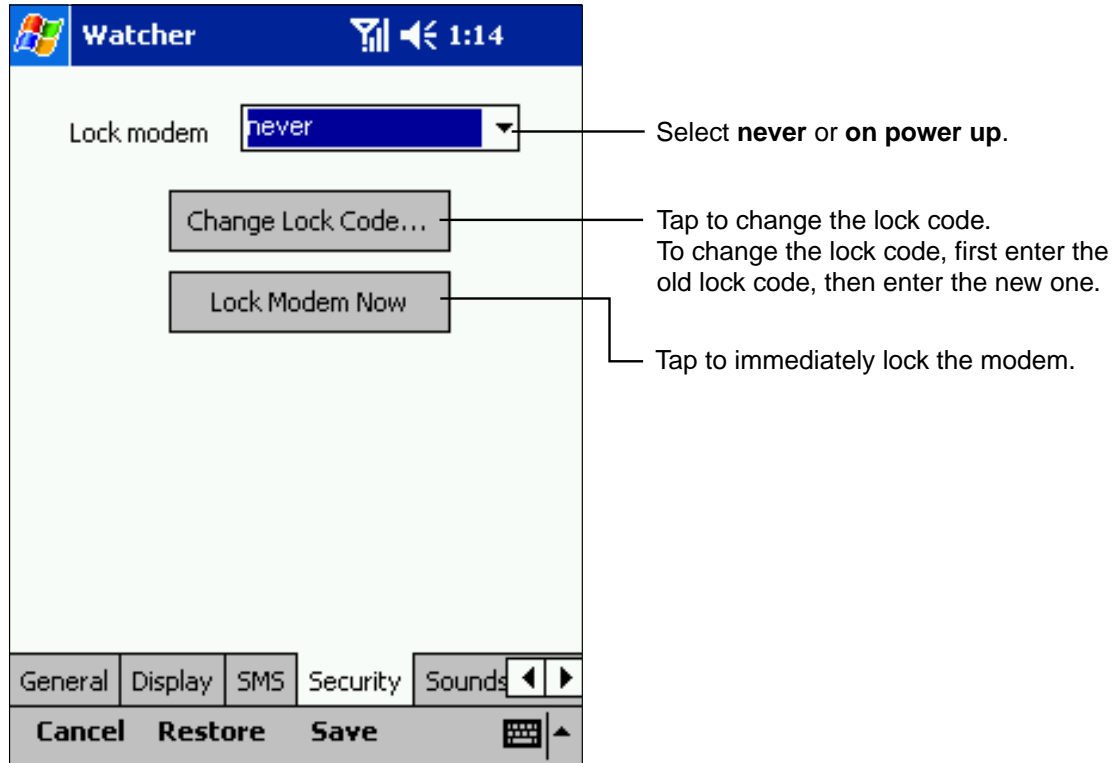 Watcher 1:14
Lock modem never
Select never or on power up.
Change Lock Code...
Tap to change the lock code.
To change the lock code, first enter the
old lock code, then enter the new one.
Lock Modem Now
Tap to immediately lock the modem.
General Display SMS Security Sounds
Cancel Restore Save